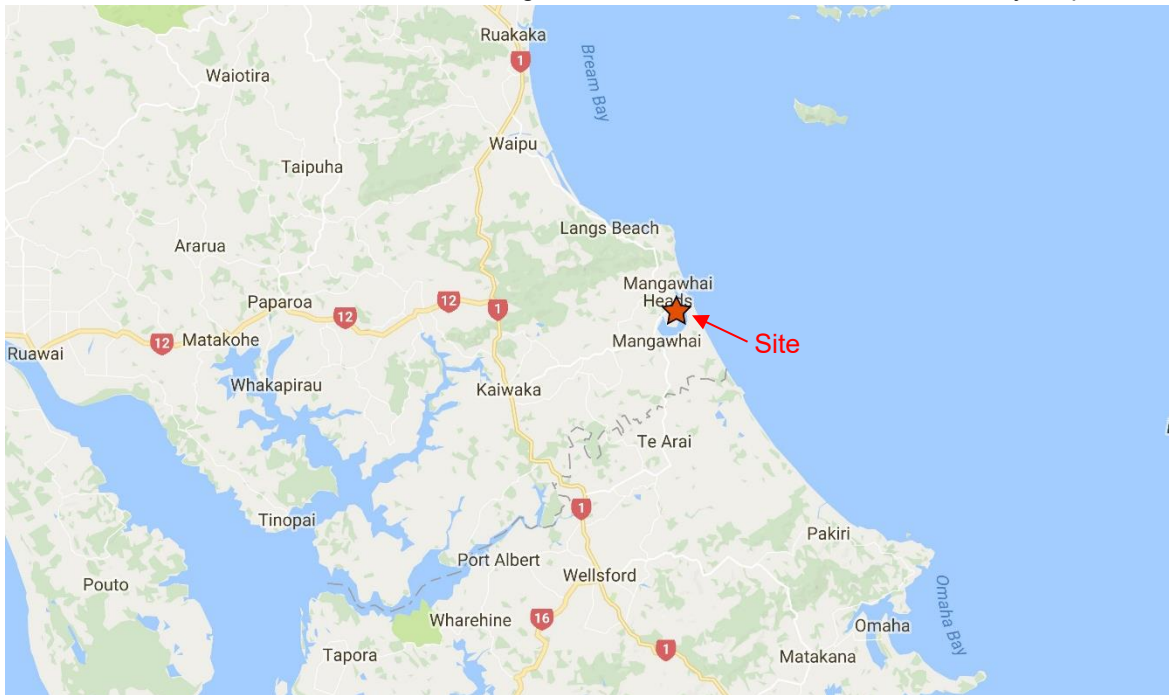 Ruakaka
1
Bream Bay
Waiotira
Waipu
Taipuha
Langs Beach
Ararua
Mangawhai
Heads
Paparoa
12
12
1
Site
12
Matakohe
Mangawhai
Ruawai
Whakapirau
Kaiwaka
Te Arai
1
Tinopai
Pakiri
Port Albert
Wellsford
Pouto
Omaha Bay
Wharehine
16
Omaha
1
Tapora
Matakana